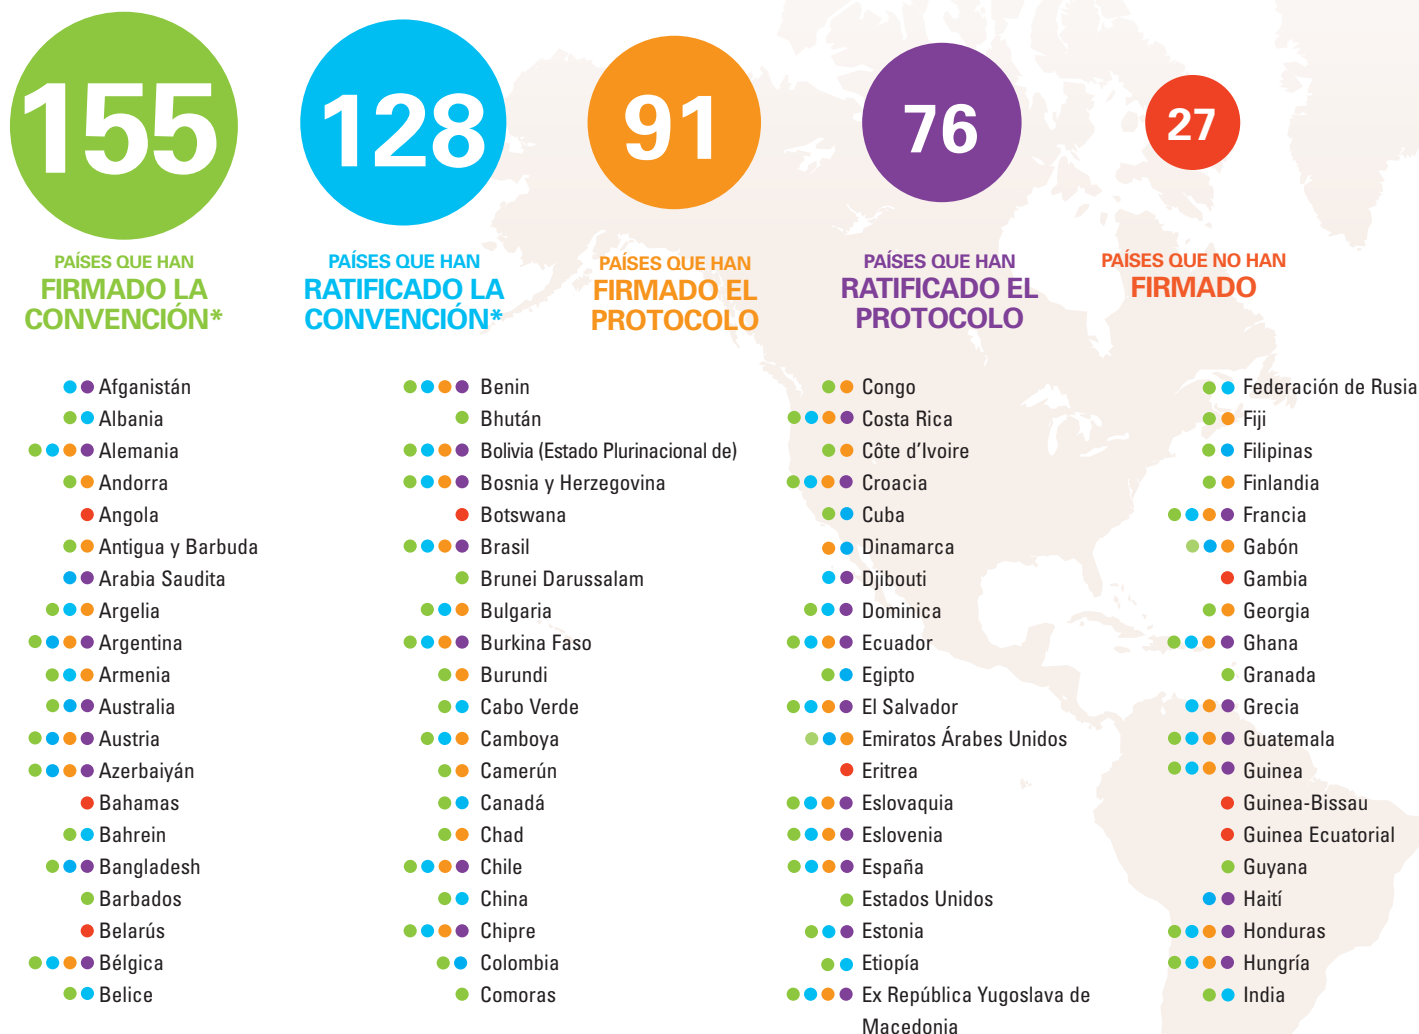 155
128
91
76
27
PAÍSES QUE HAN
FIRMADO LA
CONVENCIÓN*
PAÍSES QUE HAN
RATIFICADO LA
CONVENCIÓN*
PAÍSES QUE HAN
FIRMADO EL
PROTOCOLO
PAÍSES QUE HAN
RATIFICADO EL
PROTOCOLO
PAÍSES QUE NO HAN
FIRMADO
Afganistán
Albania
Alemania
Andorra
Angola
Antigua y Barbuda
Arabia Saudita
Argelia
Argentina
Armenia
Australia
Austria
Azerbaiyán
Bahamas
Bahrein
Bangladesh
Barbados
Belarús
Bélgica
Belice
Benin
Bhután
Bolivia (Estado Plurinacional de)
Bosnia y Herzegovina
Botswana
Brasil
Brunei Darussalam
Bulgaria
Burkina Faso
Burundi
Cabo Verde
Camboya
Camerún
Canadá
Chad
Chile
China
Chipre
Colombia
Comoras
Congo
Costa Rica
Côte d’Ivoire
Croacia
Cuba
Dinamarca
Djibouti
Dominica
Ecuador
Egipto
El Salvador
Emiratos Árabes Unidos
Eritrea
Eslovaquia
Eslovenia
España
Estados Unidos
Estonia
Etiopía
Ex República Yugoslava de
Macedonia
Federación de Rusia
Fiji
Filipinas
Finlandia
Francia
Gabón
Gambia
Georgia
Ghana
Granada
Grecia
Guatemala
Guinea
Guinea-Bissau
Guinea Ecuatorial
Guyana
Haití
Honduras
Hungría
India